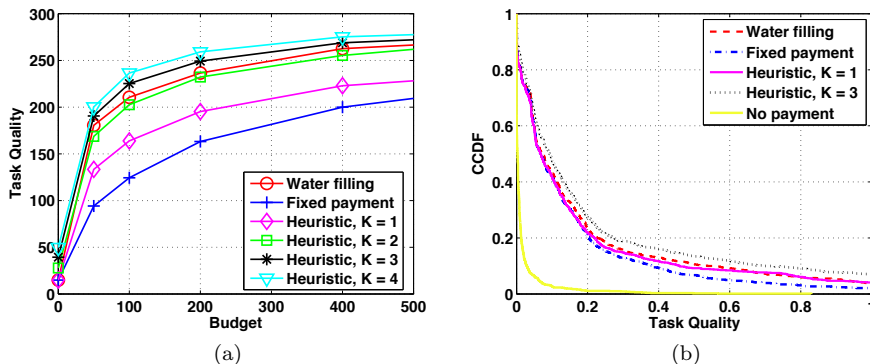 300
250
200
150
100
50
0
Task Quality
Water filling
Fixed payment
Heuristic, K = 1
Heuristic, K = 2
Heuristic, K = 3
Heuristic, K = 4
0 100 200 300 400 500
Budget
(a)
1
0.8
0.6
0.4
0.2
0
CCDF
Water filling
Fixed payment
Heuristic, K = 1
Heuristic, K = 3
No payment
0 0.2 0.4 0.6 0.8 1
Task Quality
(b)